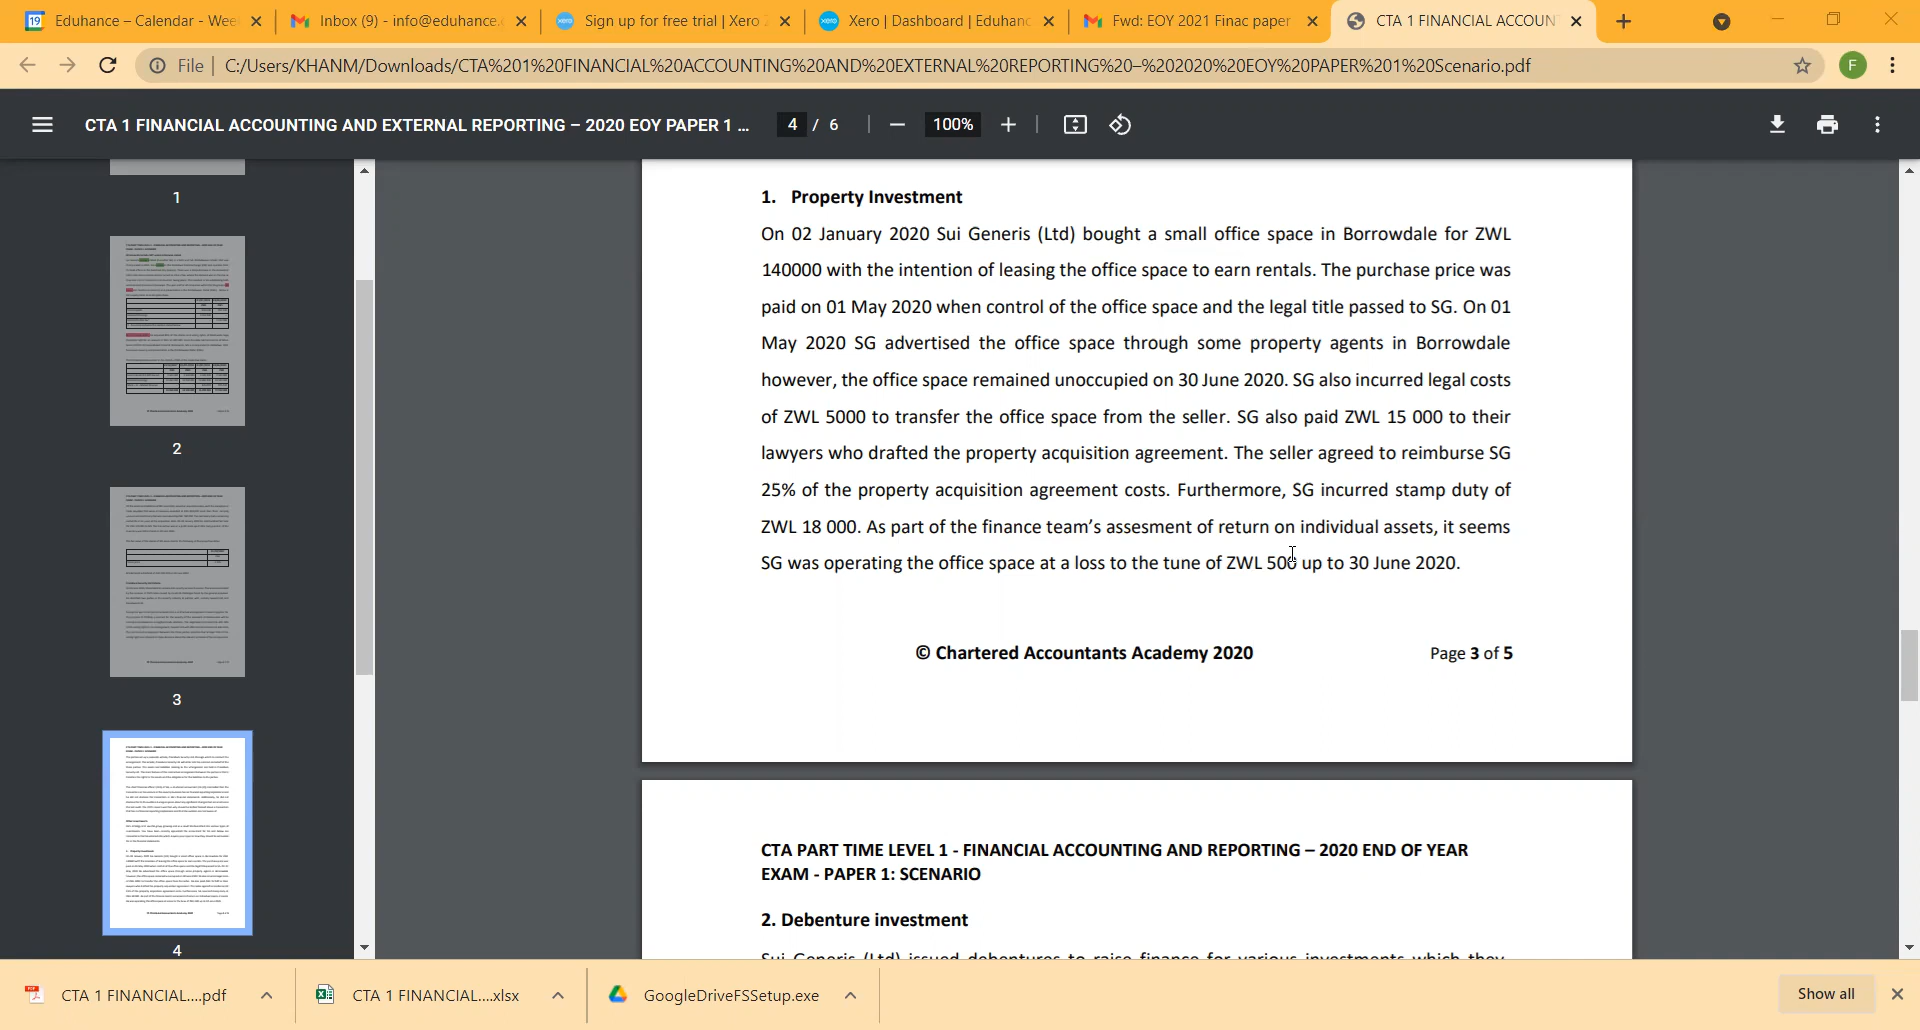 Eduhance – Calendar - Wee
Inbox (9) - info@eduhance.
Sign up for free trial | Xero
Xero | Dashboard | Eduhanc
Fwd: EOY 2021 Finac paper
CTA 1 FINANCIAL ACCOUN
File | C:/Users/KHANM/Downloads/CTA%201%20FINANCIAL%20ACCOUNTING%20AND%20EXTERNAL%20REPORTING%20–%202020%20EOY%20PAPER%201%20Scenario.pdf
F
CTA 1 FINANCIAL ACCOUNTING AND EXTERNAL REPORTING – 2020 EOY PAPER 1 ...
4 / 6
100%
1
2
3
4
1. Property Investment
On 02 January 2020 Sui Generis (Ltd) bought a small office space in Borrowdale for ZWL
140000 with the intention of leasing the office space to earn rentals. The purchase price was
paid on 01 May 2020 when control of the office space and the legal title passed to SG. On 01
May 2020 SG advertised the office space through some property agents in Borrowdale
however, the office space remained unoccupied on 30 June 2020. SG also incurred legal costs
of ZWL 5000 to transfer the office space from the seller. SG also paid ZWL 15 000 to their
lawyers who drafted the property acquisition agreement. The seller agreed to reimburse SG
25% of the property acquisition agreement costs. Furthermore, SG incurred stamp duty of
ZWL 18 000. As part of the finance team’s assesment of return on individual assets, it seems
SG was operating the office space at a loss to the tune of ZWL 500 up to 30 June 2020.
© Chartered Accountants Academy 2020
Page 3 of 5
CTA PART TIME LEVEL 1 - FINANCIAL ACCOUNTING AND REPORTING – 2020 END OF YEAR
EXAM - PAPER 1: SCENARIO
2. Debenture investment
Sui Generis (Ltd) issued debentures to raise finance for various investments which they
CTA 1 FINANCIAL....pdf
CTA 1 FINANCIAL....xlsx
GoogleDriveFSSetup.exe
Show all